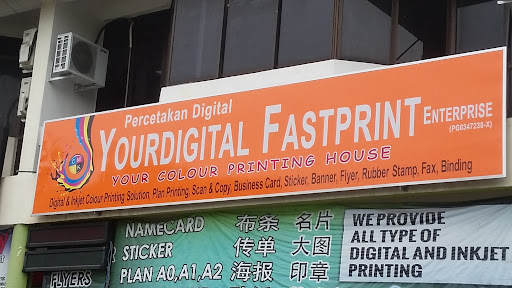 Percetakan Digital
YOURDIGITAL FASTPRINT ENTERPRISE
(PG0347238-X)
YOUR COLOUR PRINTING HOUSE
Digital & Inkjet Colour Printing Solution, Plan Printing, Scan & Copy, Business Card, Sticker, Banner, Flyer, Rubber Stamp, Fax, Binding
NAMECARD 布条 名片
STICKER 传单 大图
PLAN A0,A1,A2 海报 印章
FLYERS
WE PROVIDE
ALL TYPE OF
DIGITAL AND INKJET
PRINTING